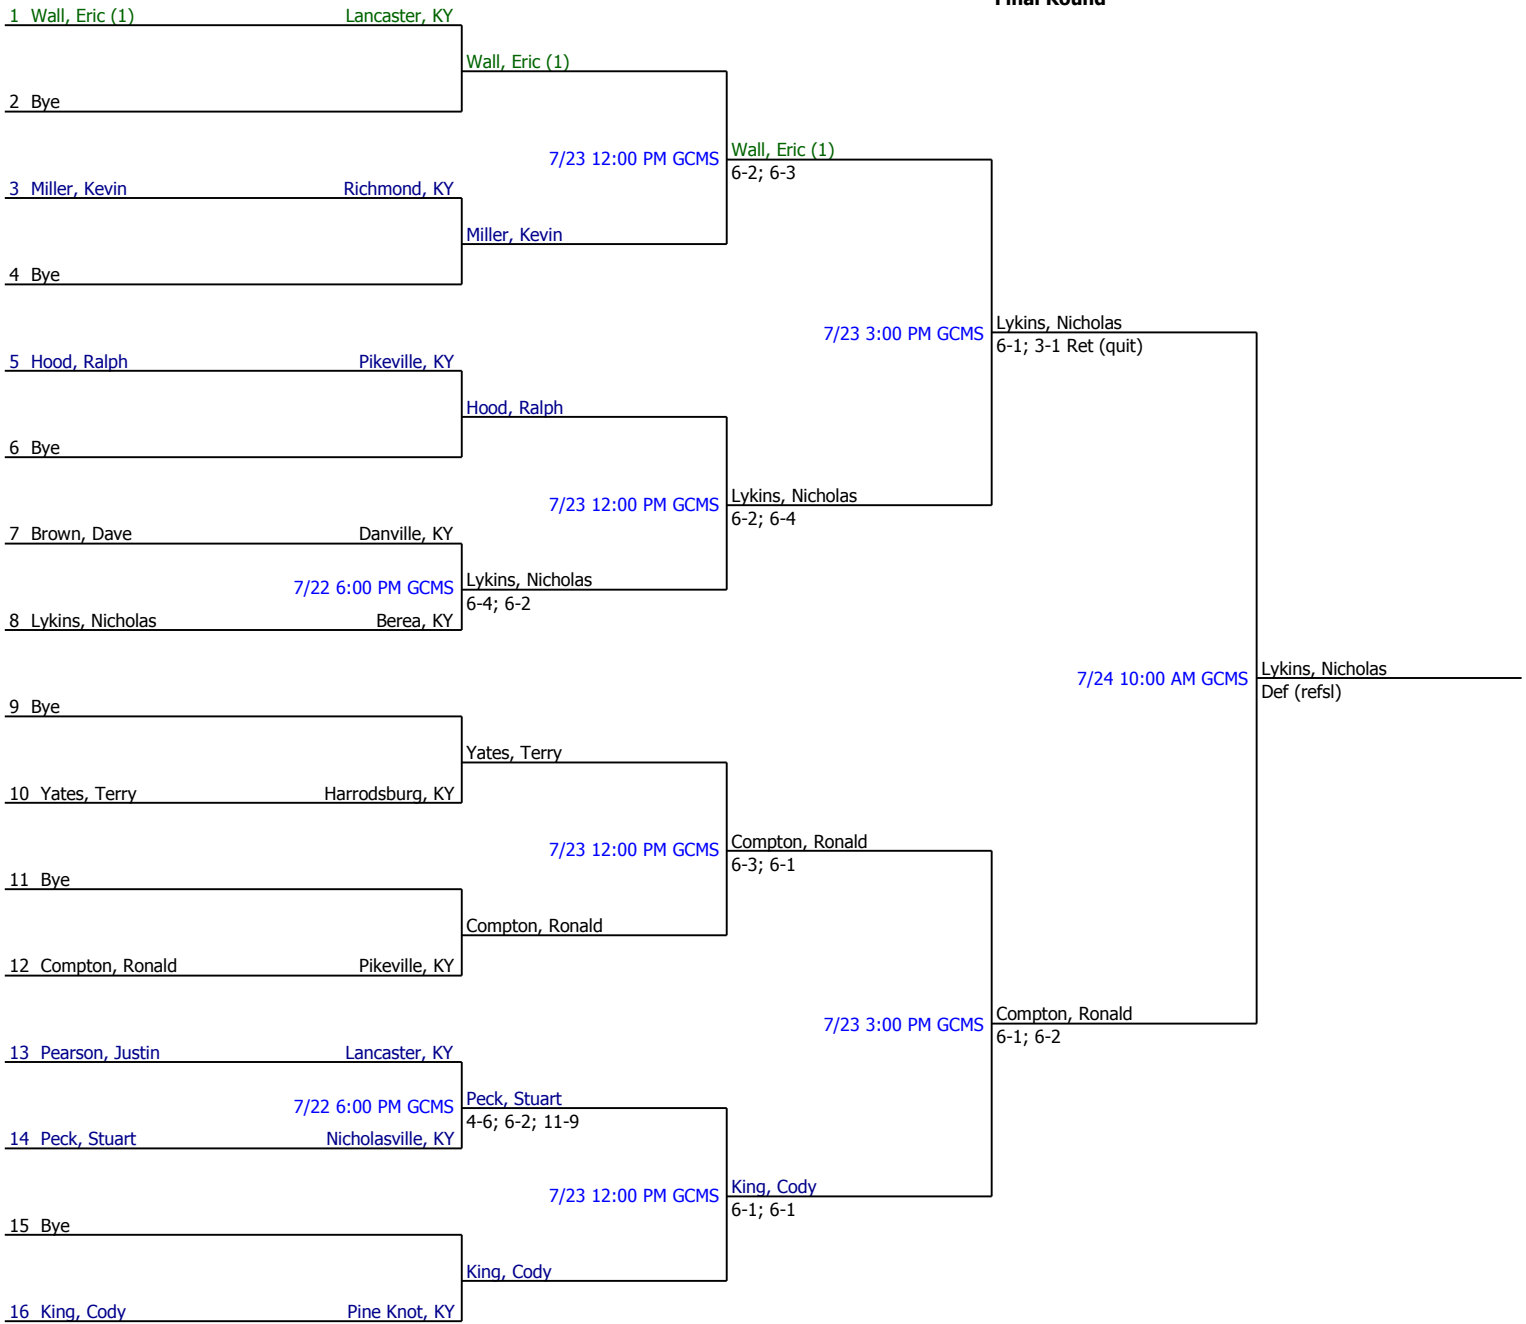 Final Round
1 Wall, Eric (1) Lancaster, KY
Wall, Eric (1)
2 Bye
7/23 12:00 PM GCMS
Wall, Eric (1)
6-2; 6-3
3 Miller, Kevin Richmond, KY
Miller, Kevin
4 Bye
7/23 3:00 PM GCMS
Lykins, Nicholas
6-1; 3-1 Ret (quit)
5 Hood, Ralph Pikeville, KY
Hood, Ralph
6 Bye
7/23 12:00 PM GCMS
Lykins, Nicholas
6-2; 6-4
7 Brown, Dave Danville, KY
7/22 6:00 PM GCMS
Lykins, Nicholas
6-4; 6-2
8 Lykins, Nicholas Berea, KY
7/24 10:00 AM GCMS
Lykins, Nicholas
Def (refsl)
9 Bye
Yates, Terry
10 Yates, Terry Harrodsburg, KY
7/23 12:00 PM GCMS
Compton, Ronald
6-3; 6-1
11 Bye
Compton, Ronald
12 Compton, Ronald Pikeville, KY
7/23 3:00 PM GCMS
Compton, Ronald
6-1; 6-2
13 Pearson, Justin Lancaster, KY
7/22 6:00 PM GCMS
Peck, Stuart
4-6; 6-2; 11-9
14 Peck, Stuart Nicholasville, KY
7/23 12:00 PM GCMS
King, Cody
6-1; 6-1
15 Bye
King, Cody
16 King, Cody Pine Knot, KY